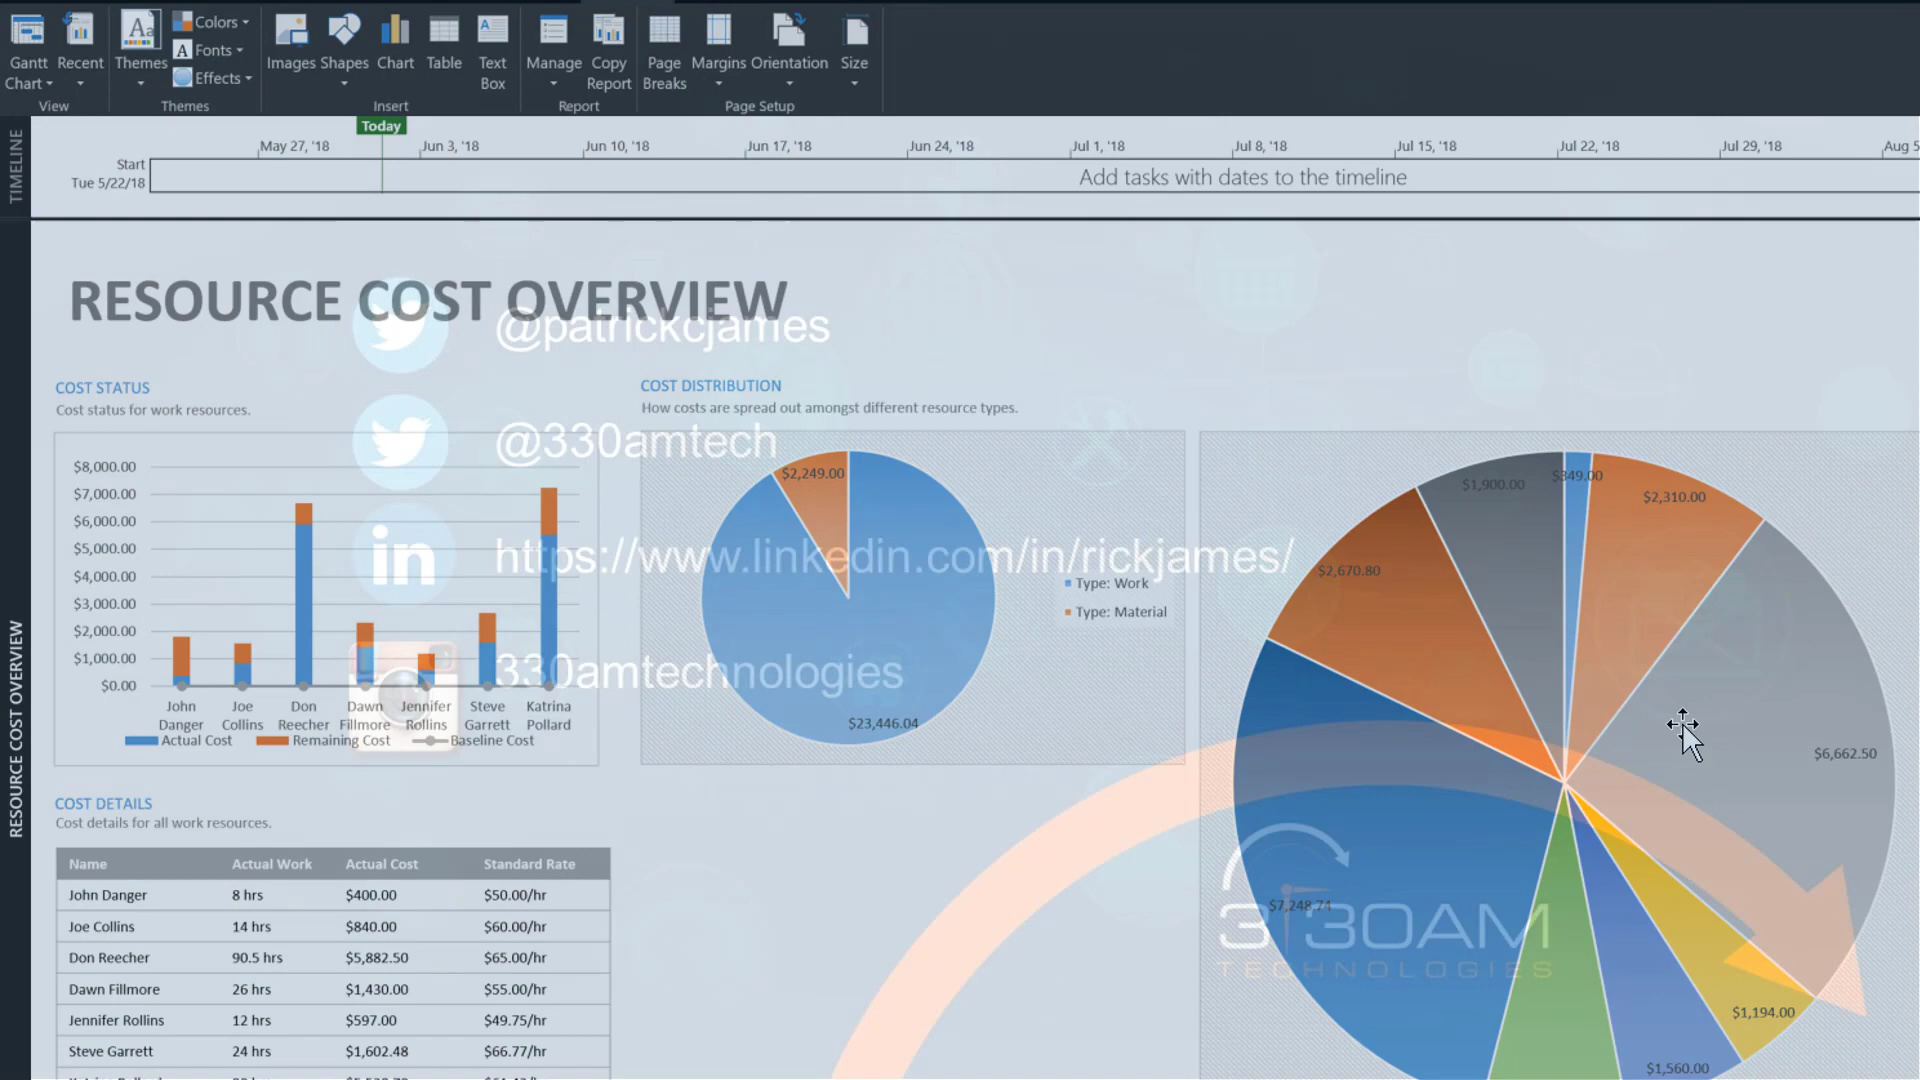 Gantt Chart
Recent
View
Themes
Colors
Fonts
Effects
Themes
Images
Shapes
Chart
Table
Text Box
Insert
Manage
Copy Report
Report
Page Breaks
Margins
Orientation
Size
Page Setup
TIMELINE
Today
May 27, '18
Jun 3, '18
Jun 10, '18
Jun 17, '18
Jun 24, '18
Jul 1, '18
Jul 8, '18
Jul 15, '18
Jul 22, '18
Jul 29, '18
Aug 5
Start
Tue 5/22/18
Add tasks with dates to the timeline
RESOURCE COST OVERVIEW
RESOURCE COST OVERVIEW
@patrickcjames
@330amtech
https://www.linkedin.com/in/rickjames/
330amtechnologies
COST STATUS
Cost status for work resources.
$8,000.00
$7,000.00
$6,000.00
$5,000.00
$4,000.00
$3,000.00
$2,000.00
$1,000.00
$0.00
John Danger
Joe Collins
Don Reecher
Dawn Fillmore
Jennifer Rollins
Steve Garrett
Katrina Pollard
Actual Cost
Remaining Cost
Baseline Cost
COST DISTRIBUTION
How costs are spread out amongst different resource types.
$2,249.00
$23,446.04
Type: Work
Type: Material
$1,900.00
$349.00
$2,310.00
$2,670.80
$6,662.50
$7,248.74
$1,194.00
$1,560.00
3:30AM
TECHNOLOGIES
COST DETAILS
Cost details for all work resources.
Name Actual Work Actual Cost Standard Rate
John Danger 8 hrs $400.00 $50.00/hr
Joe Collins 14 hrs $840.00 $60.00/hr
Don Reecher 90.5 hrs $5,882.50 $65.00/hr
Dawn Fillmore 26 hrs $1,430.00 $55.00/hr
Jennifer Rollins 12 hrs $597.00 $49.75/hr
Steve Garrett 24 hrs $1,602.48 $66.77/hr